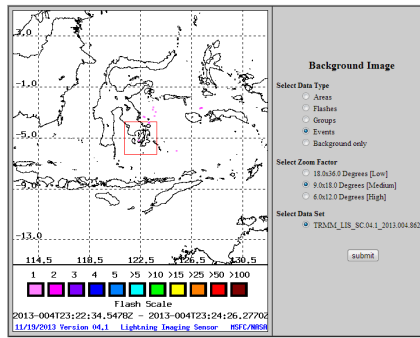 3.0
-1.0
-5.0
-9.0
-13.0
114.5 118.5 122.5 126.5 130.5
1 2 3 4 5 >5 >10 >15 >25 >50 >100
Flash Scale
2013-004T23:22:34.5478Z - 2013-004T23:24:26.2770Z
11/19/2013 Version 04.1 Lightning Imaging Sensor MSFC/NASA
Background Image
Select Data Type
Areas
Flashes
Groups
Events
Background only
Select Zoom Factor
18.0x36.0 Degrees [Low]
9.0x18.0 Degrees [Medium]
6.0x12.0 Degrees [High]
Select Data Set
TRMM_LIS_SC.04.1_2013.004.862
submit